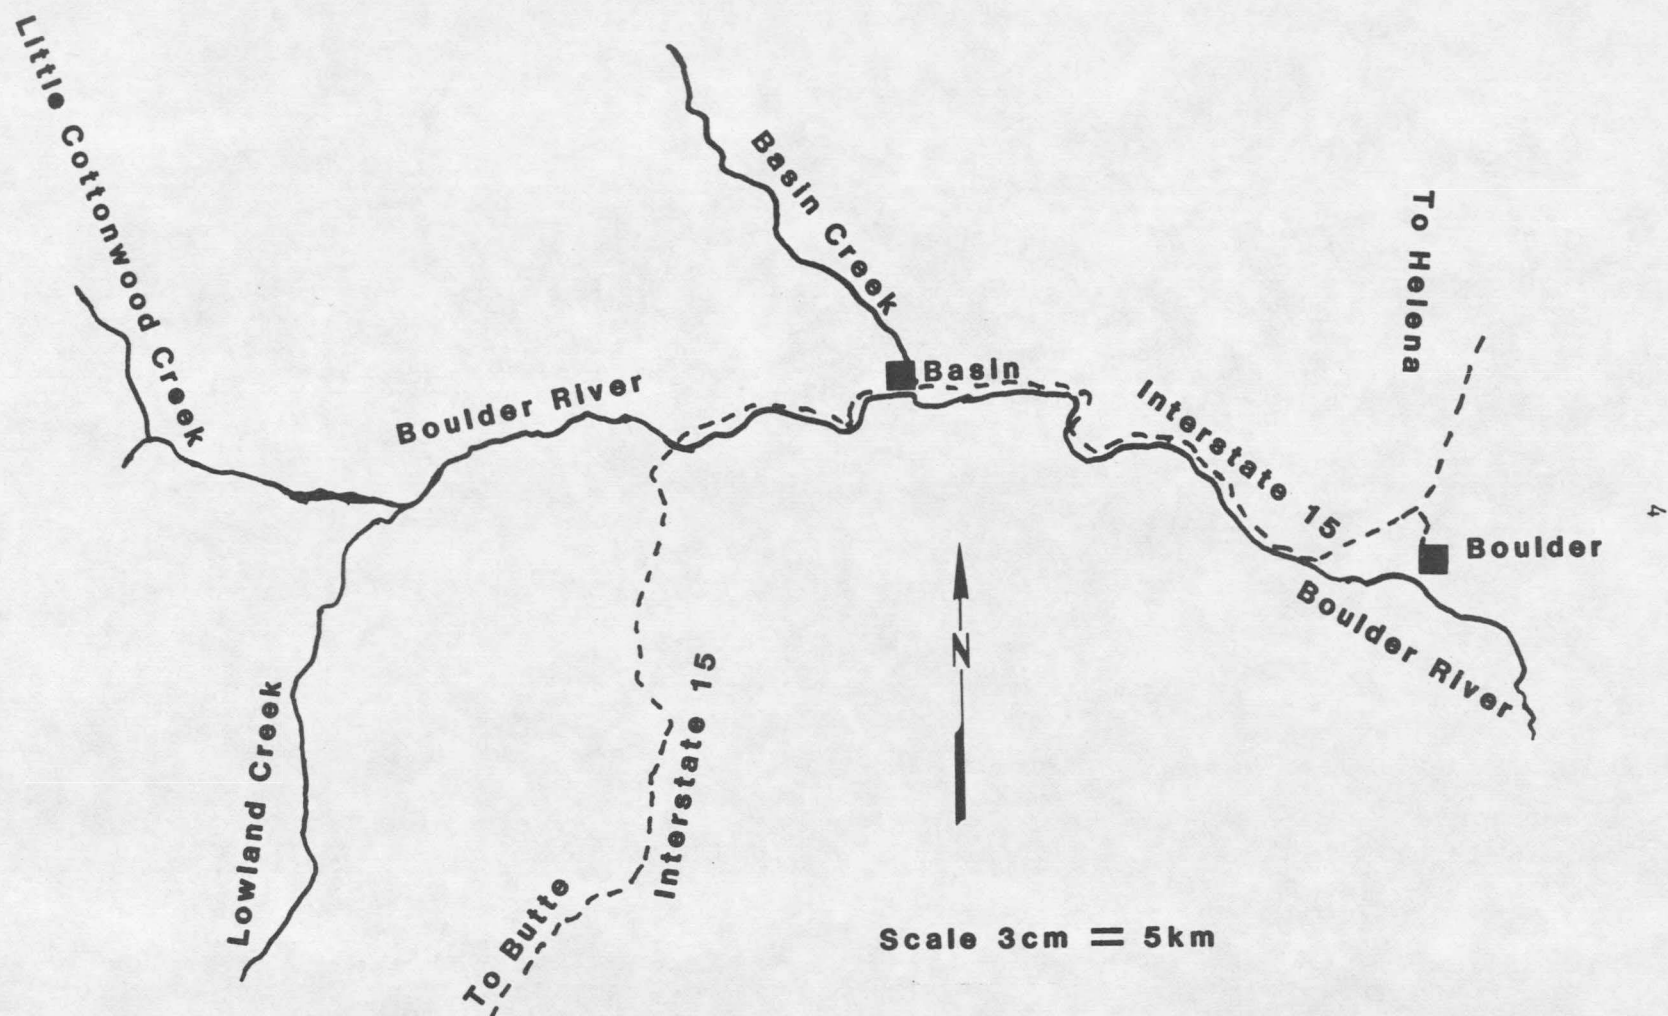 Little Cottonwood Creek
Basin Creek
To Helena
Basin
Boulder River
Interstate 15
4
Boulder
Boulder River
Interstate 15
Lowland Creek
N
To Butte
Scale 3cm = 5km